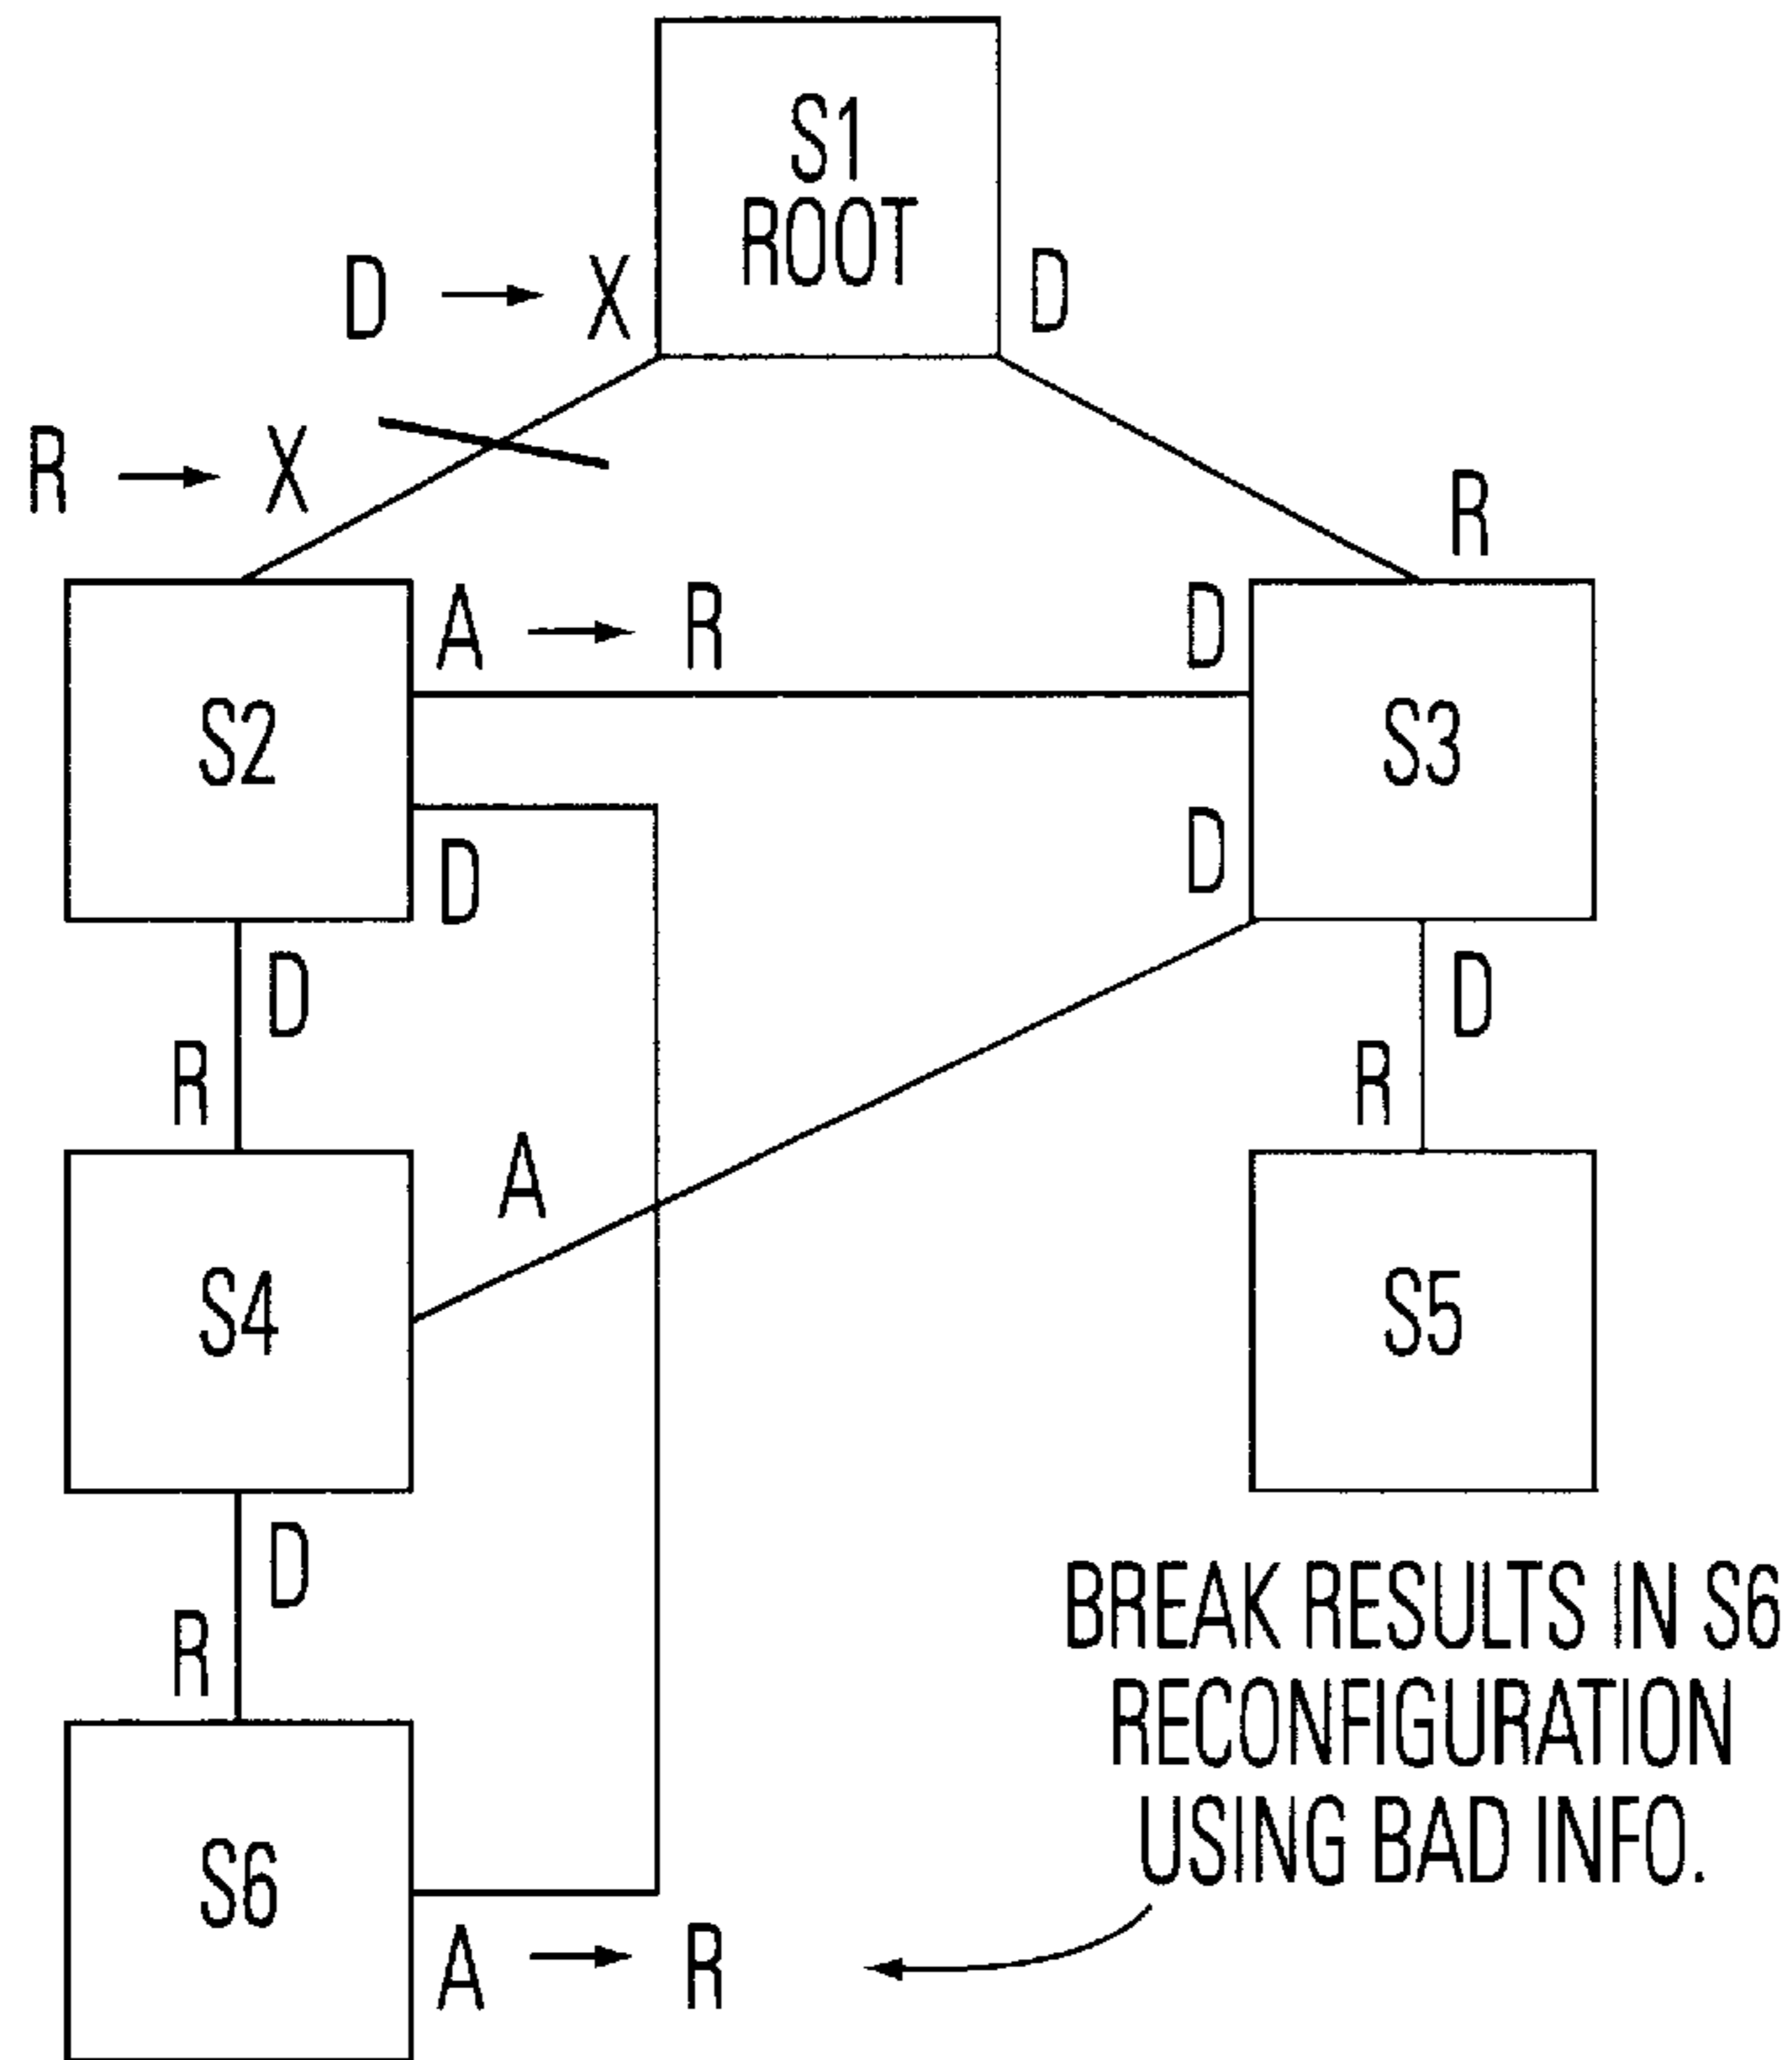 S1
ROOT
D → X
D
R → X
R
A → R
D
S2
S3
D
D
D
D
R
R
A
S4
S5
D
R
BREAK RESULTS IN S6
RECONFIGURATION
USING BAD INFO.
S6
A → R